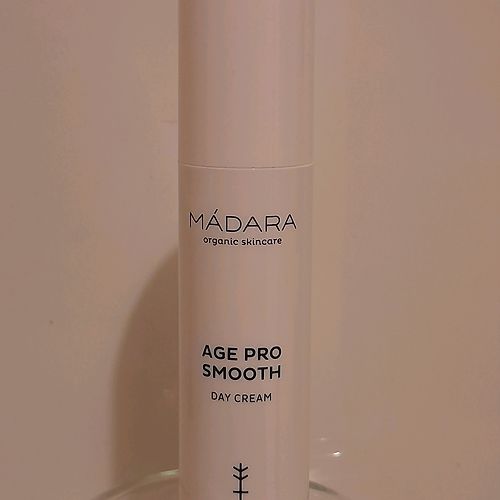 MÁDARA
organic skincare
AGE PRO
SMOOTH
DAY CREAM